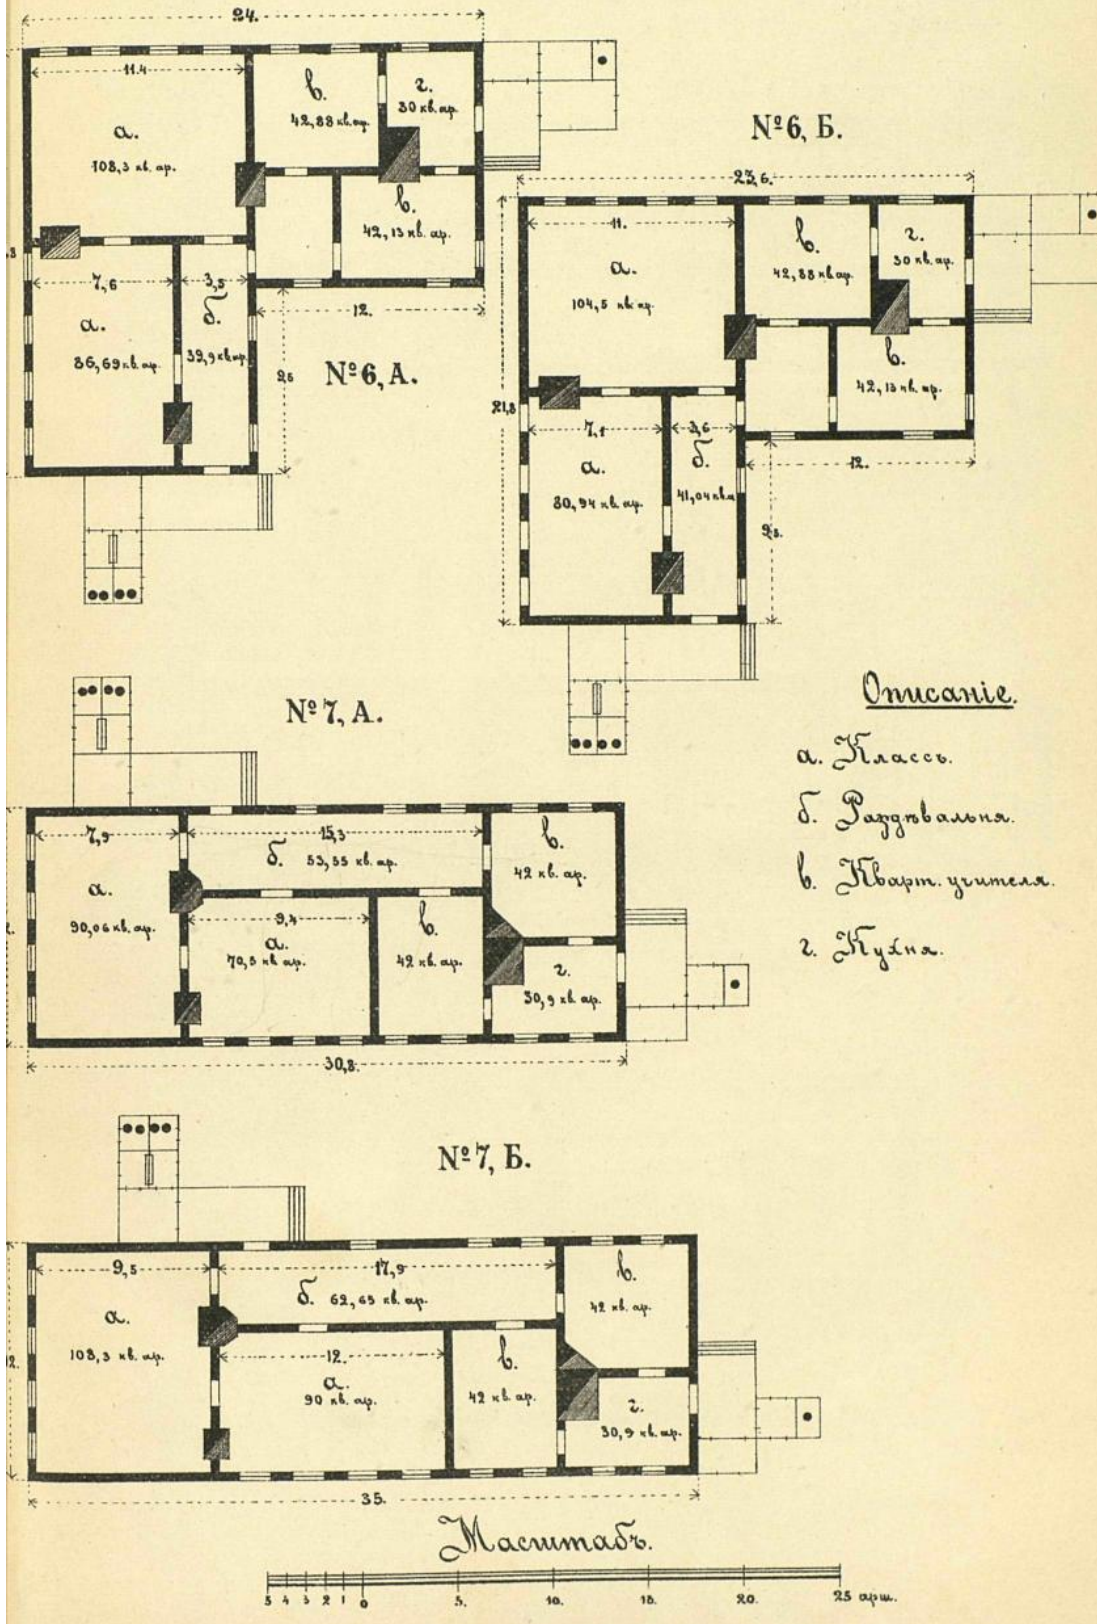 24.
11.4
а.
108,3 кв. ар.
в.
42,88 кв. ар.
г.
30 кв. ар.
в.
42,13 кв. ар.
7,6
а.
86,69 кв. ар.
3,5
б.
39,9 кв. ар.
12.
№ 6, А.
№ 6, Б.
23,6.
11.
а.
104,5 кв. ар.
в.
42,88 кв. ар.
г.
30 кв. ар.
в.
42,13 кв. ар.
21,8
7,1
а.
80,94 кв. ар.
3,6
б.
41,04 кв. а
12.
№ 7, А.
7,9
а.
90,06 кв. ар.
15,3
б. 53,55 кв. ар.
9,4
а.
70,5 кв. ар.
в.
42 кв. ар.
в.
42 кв. ар.
г.
30,9 кв. ар.
30,8.
Описаніе.
а. Классъ.
б. Раздѣвальня.
в. Кварт. учителя.
г. Кухня.
№ 7, Б.
9,5
а.
108,3 кв. ар.
17,9
б. 62,65 кв. ар.
12.
а.
90 кв. ар.
в.
42 кв. ар.
в.
42 кв. ар.
г.
30,9 кв. ар.
35.
Масштабъ.
5 4 3 2 1 0 5. 10. 15. 20. 25 арш.